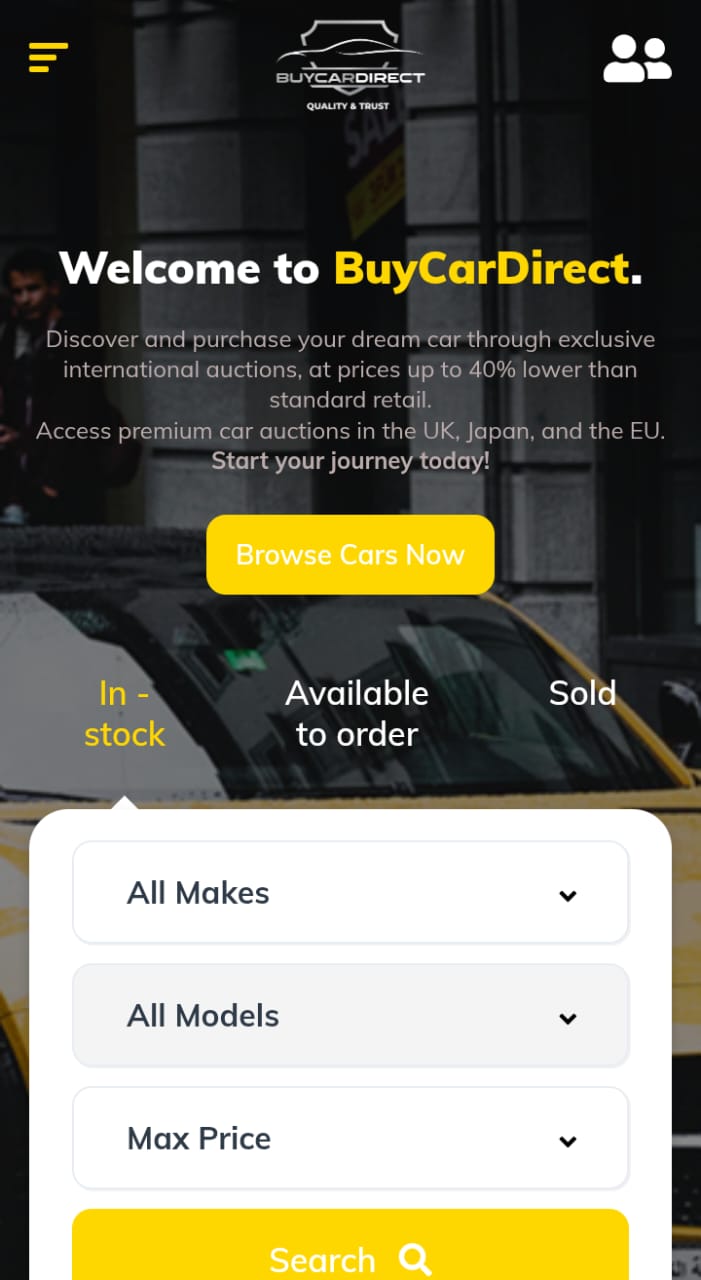 BUYCARDIRECT
QUALITY & TRUST
SALE
Welcome to BuyCarDirect.
Discover and purchase your dream car through exclusive
international auctions, at prices up to 40% lower than
standard retail.
Access premium car auctions in the UK, Japan, and the EU.
Start your journey today!
Browse Cars Now
In -
stock
Available
to order
Sold
All Makes
All Models
Max Price
Search